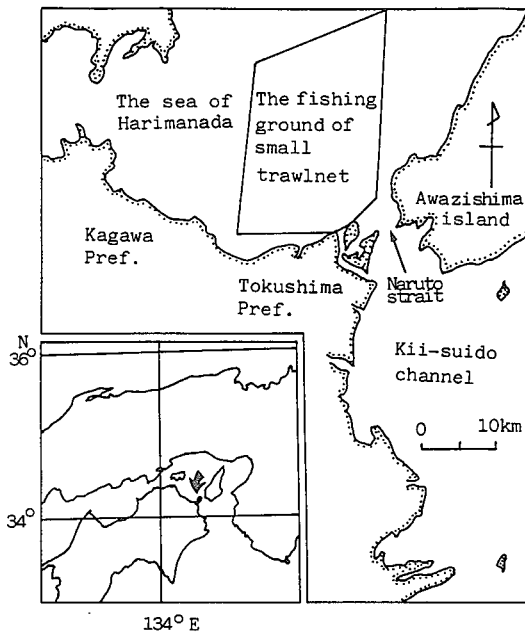 The sea of
Harimanada
The fishing
ground of
small
trawlnet
Awazishima
island
Kagawa
Pref.
Tokushima
Pref.
Naruto
strait
Kii-suido
channel
0 10km
N
36°
34°
134°E